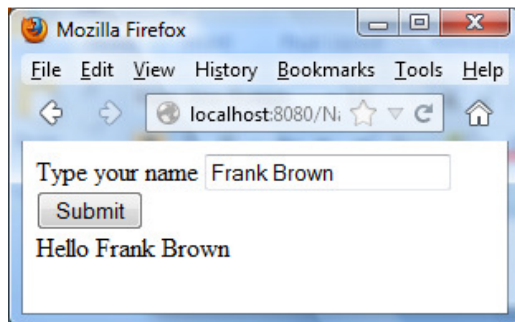 Mozilla Firefox
File Edit View History Bookmarks Tools Help
localhost:8080/Na
Type your name Frank Brown
Submit
Hello Frank Brown